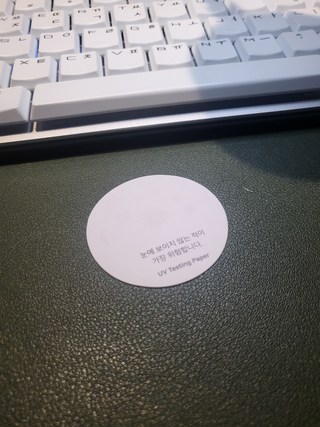 눈에 보이지 않는 적이
가장 위험합니다.
UV Testing Paper